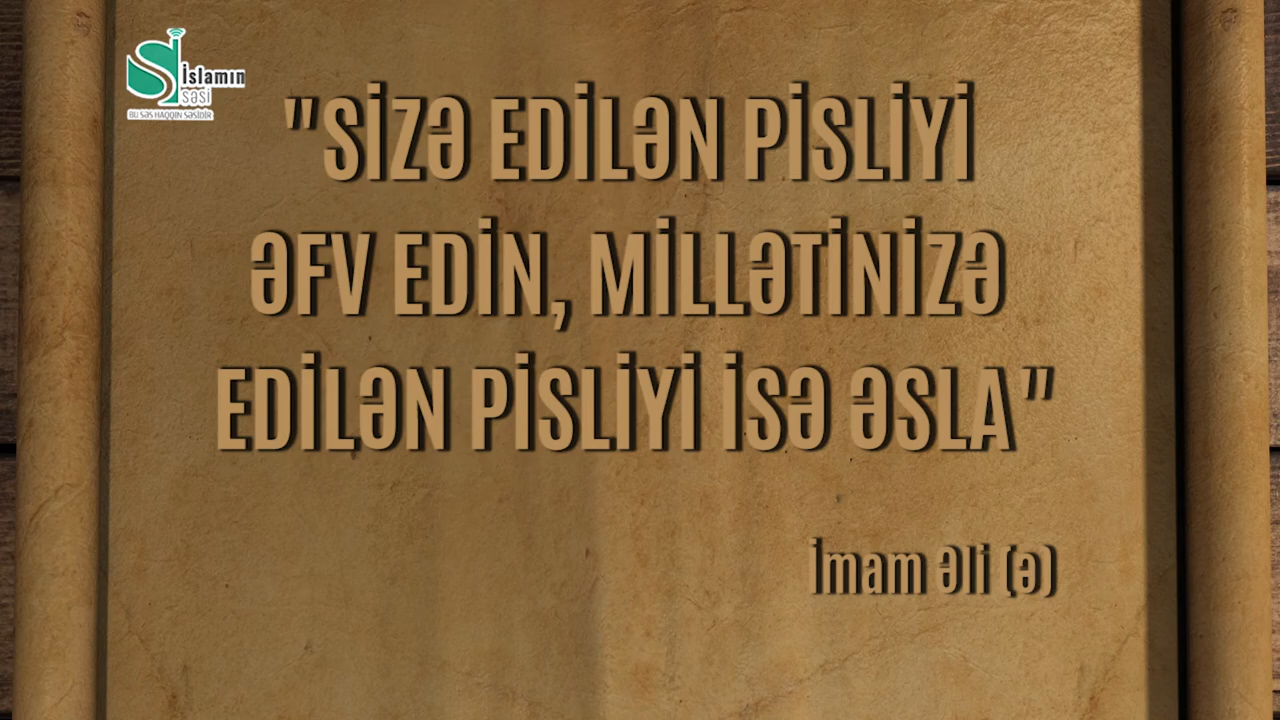 İslamın
səsi
BU SƏS HAQQIN SƏSİDİR
"SİZƏ EDİLƏN PİSLİYİ
ƏFV EDİN, MİLLƏTİNİZƏ
EDİLƏN PİSLİYİ İSƏ ƏSLA"
İmam Əli (ə)